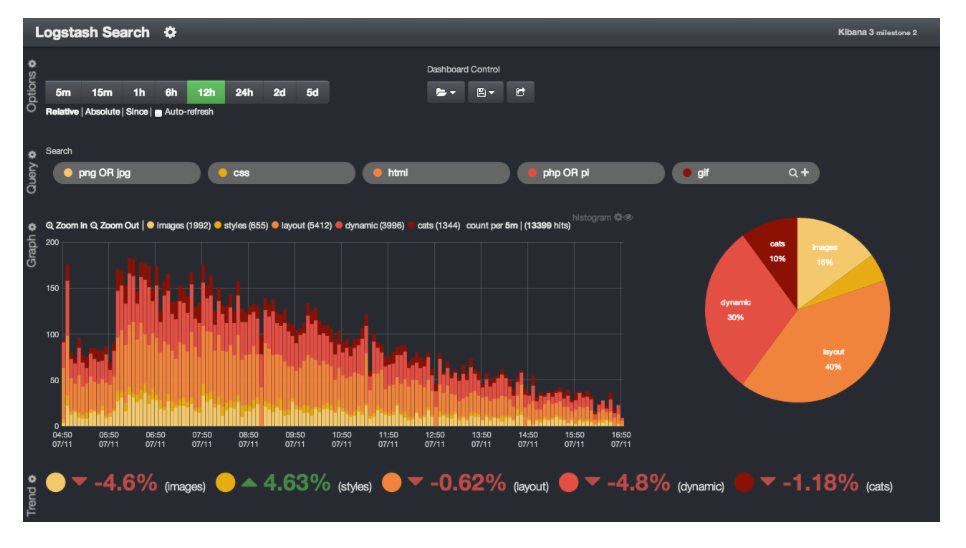 Logstash Search
Kibana 3 milestone 2
Options
Dashboard Control
5m 15m 1h 6h 12h 24h 2d 5d
Relative | Absolute | Since | Auto-refresh
Query
Search
png OR jpg
css
html
php OR pl
gif
Graph
histogram
Zoom In Zoom Out | images (1992) styles (655) layout (5412) dynamic (3996) cats (1344) count per 5m | (13399 hits)
200
150
100
50
0
04:50 05:50 06:50 07:50 08:50 09:50 10:50 11:50 12:50 13:50 14:50 15:50 16:50
07/11 07/11 07/11 07/11 07/11 07/11 07/11 07/11 07/11 07/11 07/11 07/11 07/11
cats
10%
images
15%
dynamic
30%
layout
40%
Trend
-4.6% (images) 4.63% (styles) -0.62% (layout) -4.8% (dynamic) -1.18% (cats)